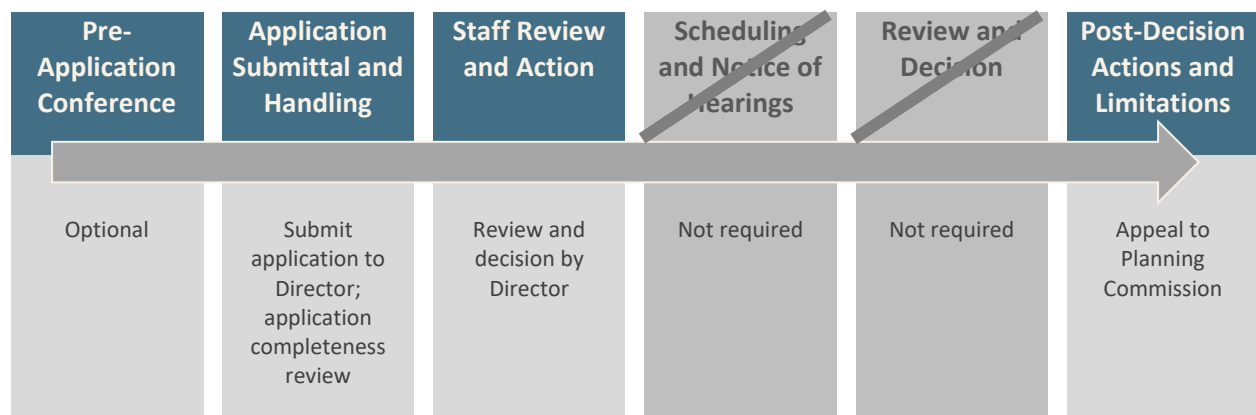 Pre-
Application
Conference
Application
Submittal and
Handling
Staff Review
and Action
Scheduling
and Notice of
Hearings
Review and
Decision
Post-Decision
Actions and
Limitations
Optional
Submit
application to
Director;
application
completeness
review
Review and
decision by
Director
Not required
Not required
Appeal to
Planning
Commission